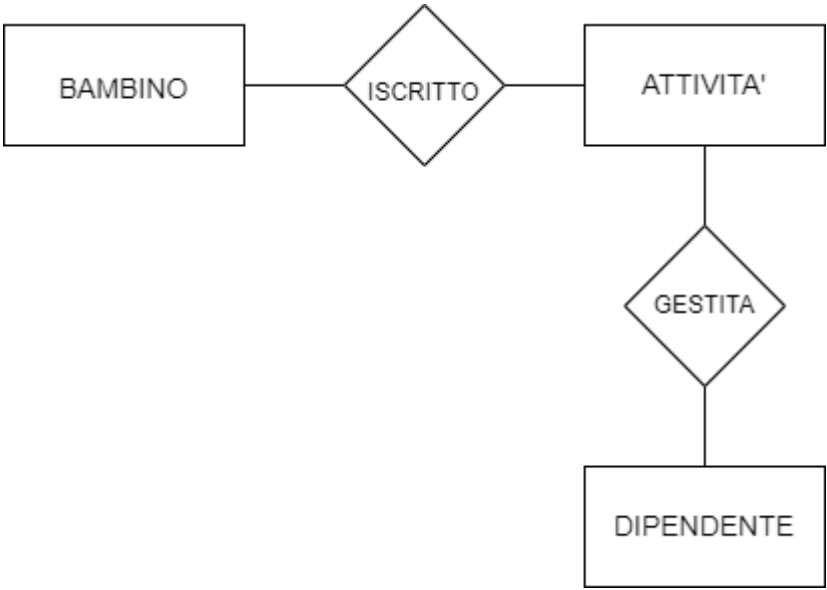 BAMBINO
ISCRITTO
ATTIVITA'
GESTITA
DIPENDENTE